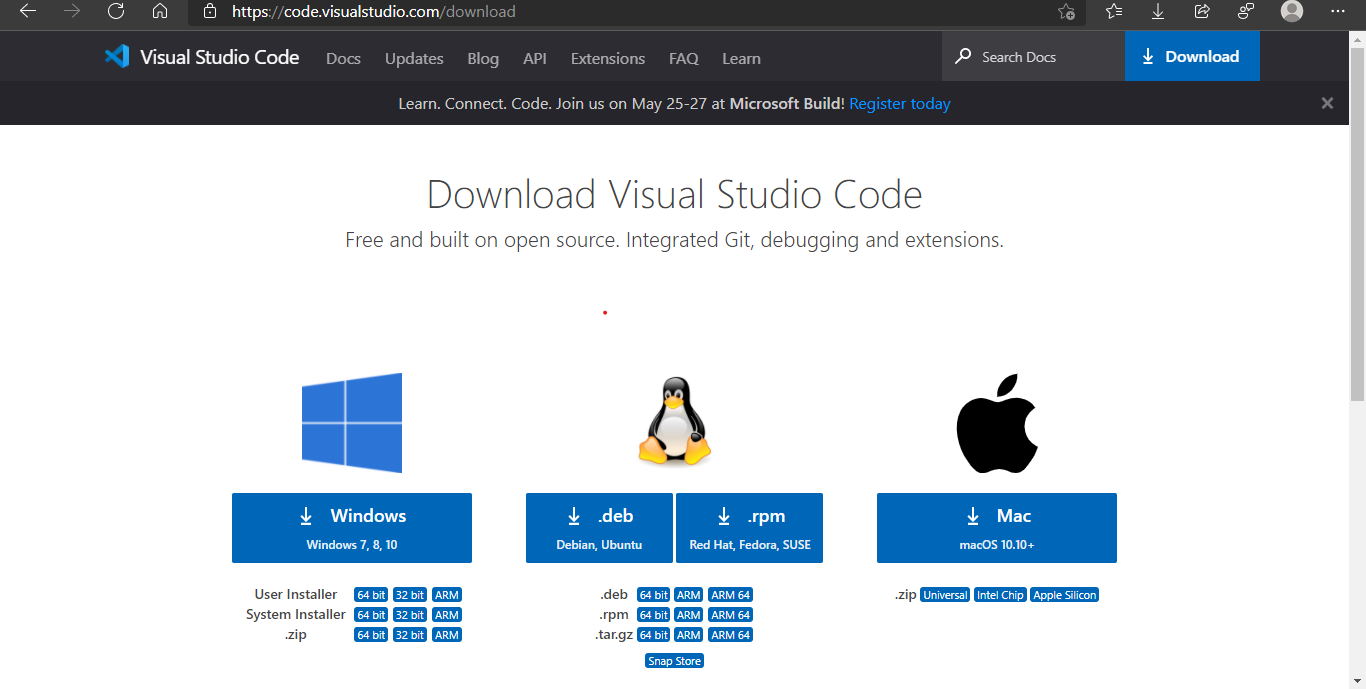 https://code.visualstudio.com/download
Visual Studio Code Docs Updates Blog API Extensions FAQ Learn Search Docs Download
Learn. Connect. Code. Join us on May 25-27 at Microsoft Build! Register today
Download Visual Studio Code
Free and built on open source. Integrated Git, debugging and extensions.
Windows
Windows 7, 8, 10
.deb
Debian, Ubuntu
.rpm
Red Hat, Fedora, SUSE
Mac
macOS 10.10+
User Installer 64 bit 32 bit ARM
System Installer 64 bit 32 bit ARM
.zip 64 bit 32 bit ARM
.deb 64 bit ARM ARM 64
.rpm 64 bit ARM ARM 64
.tar.gz 64 bit ARM ARM 64
Snap Store
.zip Universal Intel Chip Apple Silicon